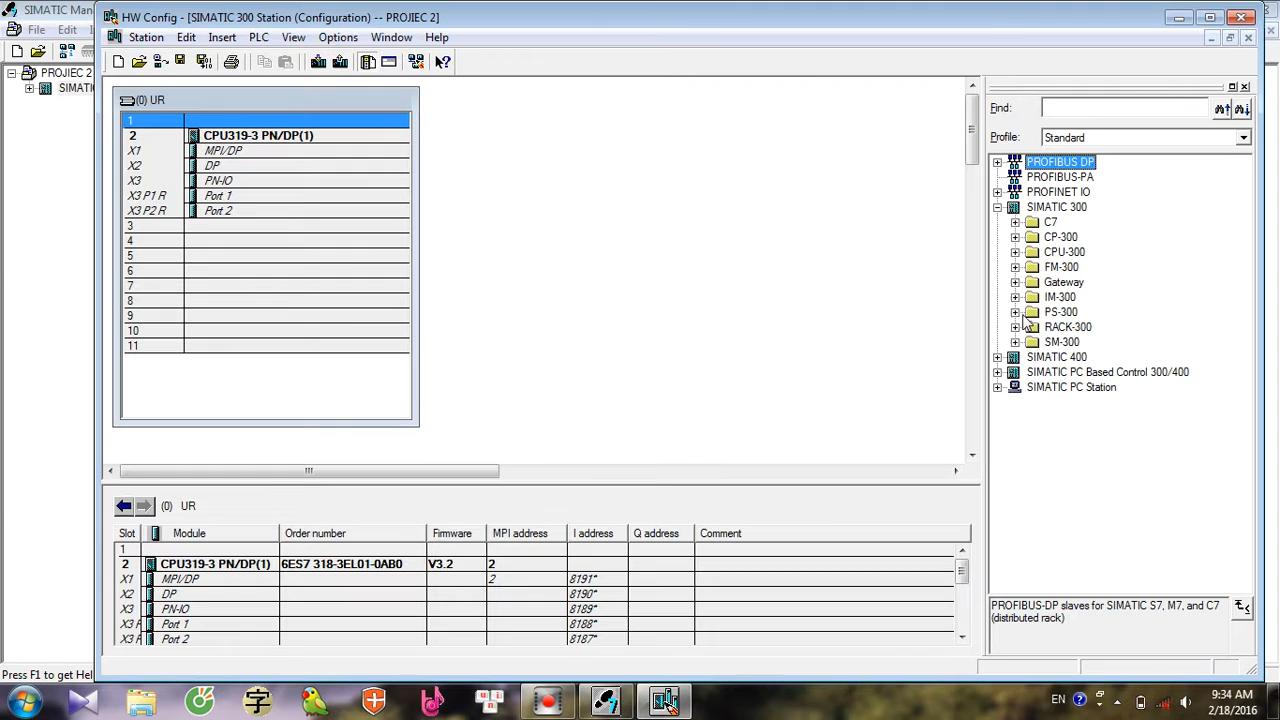 SIMATIC Man
HW Config - [SIMATIC 300 Station (Configuration) -- PROJEC 2]
File Edit
Station Edit Insert PLC View Options Window Help
PROJEC 2
SIMATI
(0) UR
1
2 CPU319-3 PN/DP(1)
X1 MPI/DP
X2 DP
X3 PN-IO
X3 P1 R Port 1
X3 P2 R Port 2
3
4
5
6
7
8
9
10
11
Find:
Profile: Standard
PROFIBUS DP
PROFIBUS-PA
PROFINET IO
SIMATIC 300
C7
CP-300
CPU-300
FM-300
Gateway
IM-300
PS-300
RACK-300
SM-300
SIMATIC 400
SIMATIC PC Based Control 300/400
SIMATIC PC Station
(0) UR
Slot Module Order number Firmware MPI address I address Q address Comment
1
2 CPU319-3 PN/DP(1) 6ES7 318-3EL01-0AB0 V3.2 2
X1 MPI/DP 2 8191*
X2 DP 8190*
X3 PN-IO 8189*
X3 F Port 1 8188*
X3 F Port 2 8187*
PROFIBUS-DP slaves for SIMATIC S7, M7, and C7
(distributed rack)
Press F1 to get Hel
字
EN
9:34 AM
2/18/2016